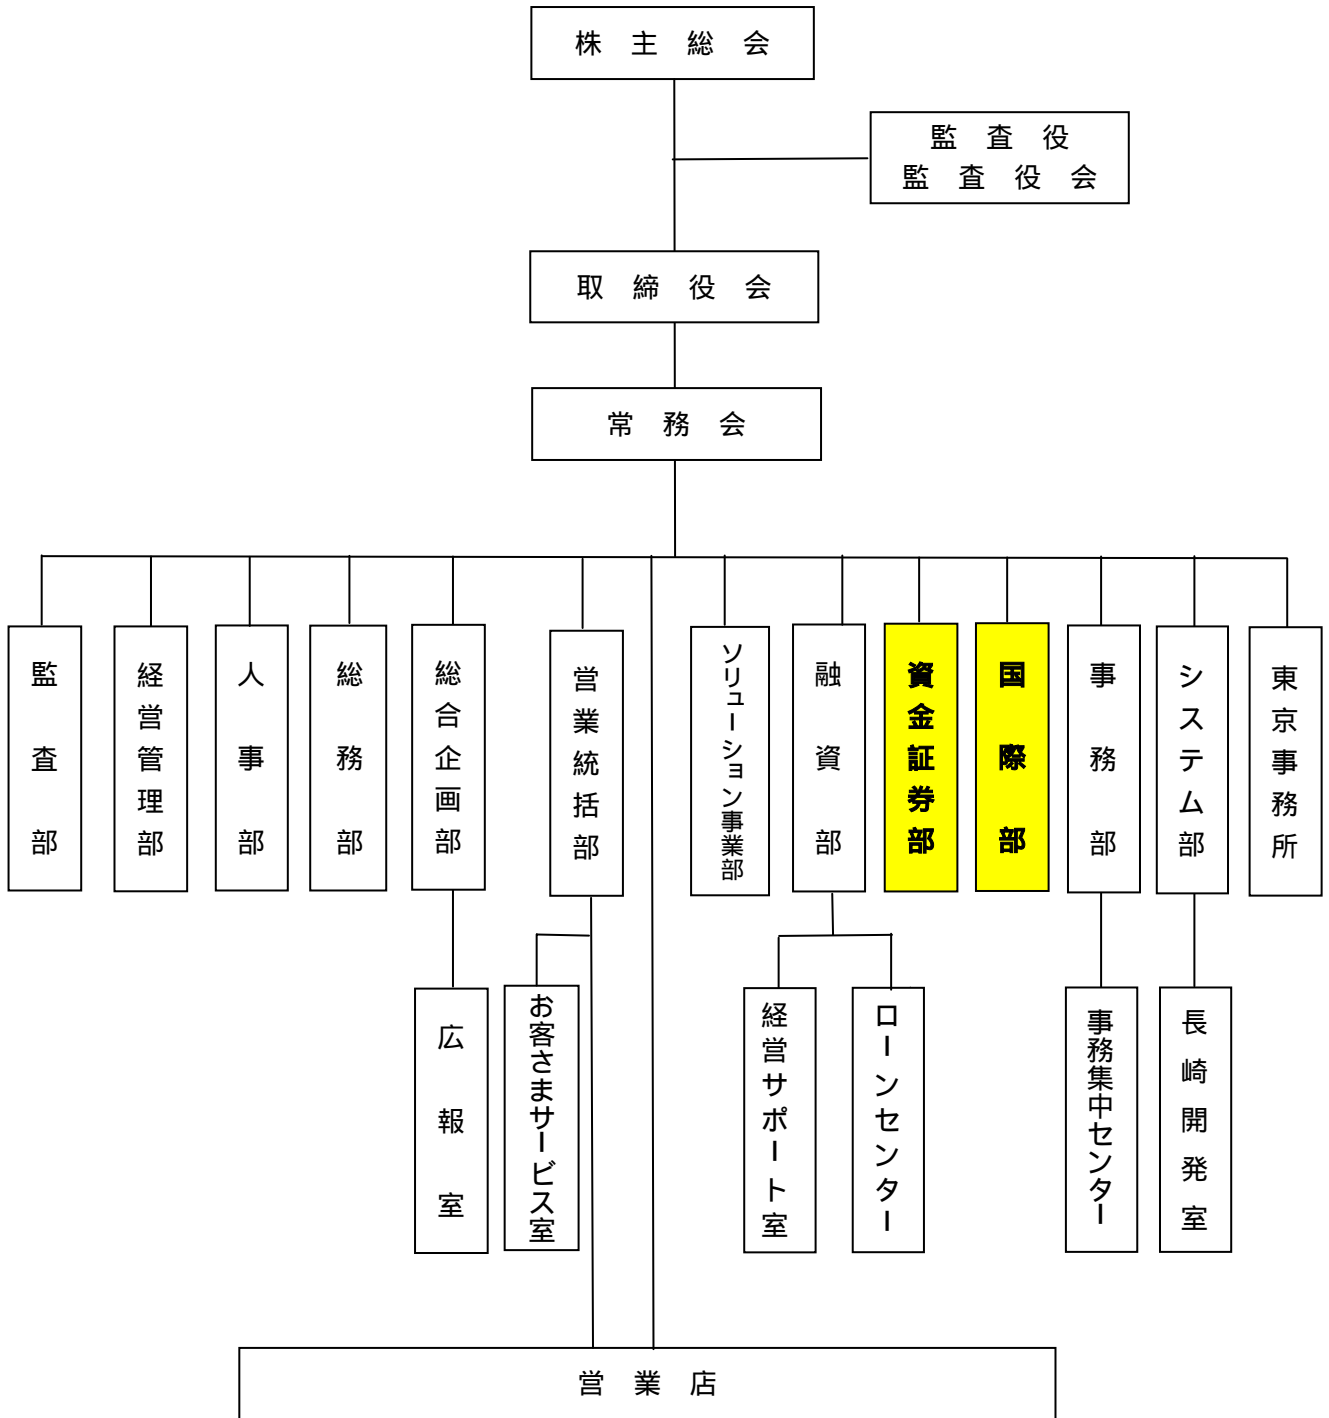 株主総会
監査役
監査役会
取締役会
常務会
監査部
経営管理部
人事部
総務部
総合企画部
営業統括部
ソリューション事業部
融資部
資金証券部
国際部
事務部
システム部
東京事務所
広報室
お客さまサービス室
経営サポート室
ローンセンター
事務集中センター
長崎開発室
営業店